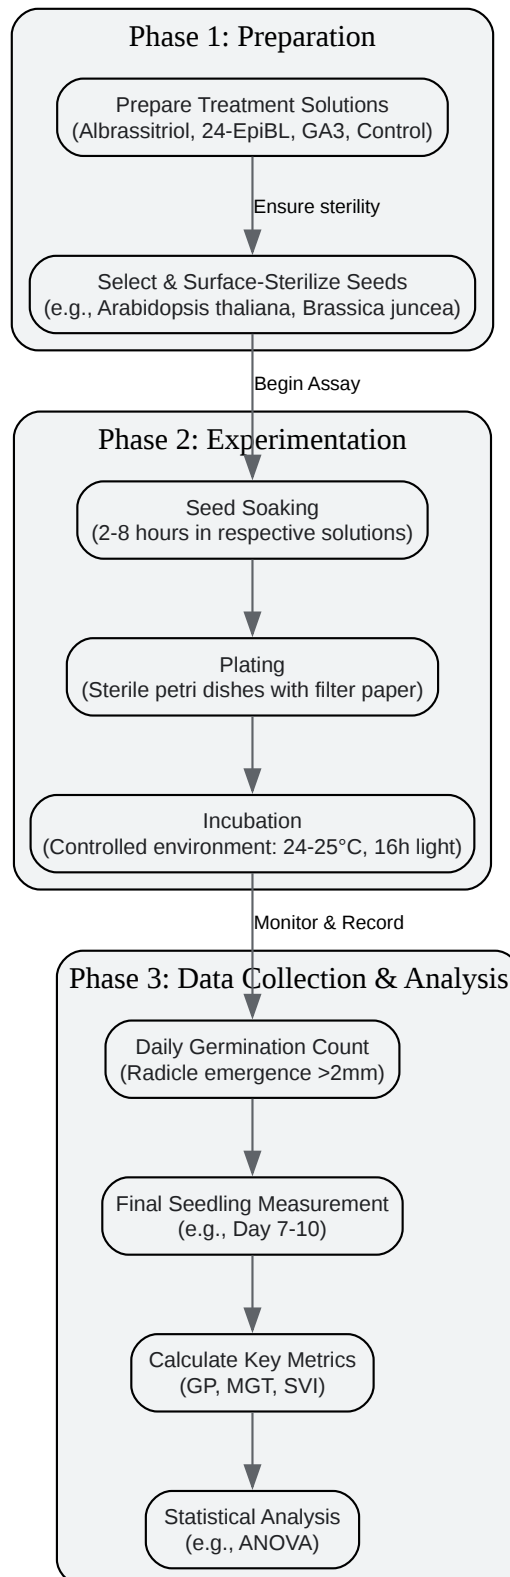 Phase 1: Preparation
Prepare Treatment Solutions
(Albrassitriol, 24-EpiBL, GA3, Control)
Ensure sterility
Select & Surface-Sterilize Seeds
(e.g., Arabidopsis thaliana, Brassica juncea)
Begin Assay
Phase 2: Experimentation
Seed Soaking
(2-8 hours in respective solutions)
Plating
(Sterile petri dishes with filter paper)
Incubation
(Controlled environment: 24-25°C, 16h light)
Monitor & Record
Phase 3: Data Collection & Analysis
Daily Germination Count
(Radicle emergence >2mm)
Final Seedling Measurement
(e.g., Day 7-10)
Calculate Key Metrics
(GP, MGT, SVI)
Statistical Analysis
(e.g., ANOVA)